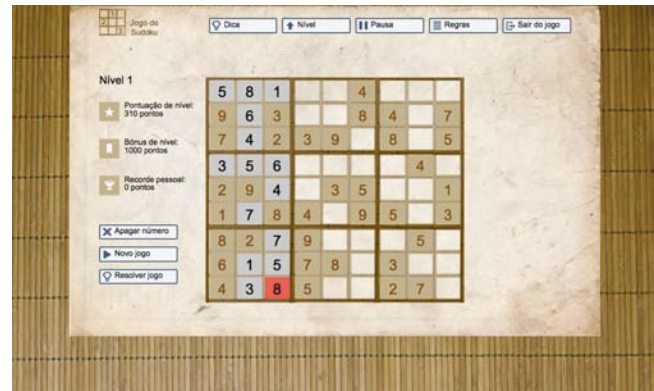 Jogo do
Sudoku
Dica
Nível
Pausa
Regras
Sair do jogo
Nível 1
Pontuação de nível:
310 pontos
Bónus de nível:
1000 pontos
Recorde pessoal:
0 pontos
Apagar número
Novo jogo
Resolver jogo
5 8 1 4
9 6 3 8 4 7
7 4 2 3 9 8 5
3 5 6 4
2 9 4 3 5 1
1 7 8 4 9 5 3
8 2 7 9 5
6 1 5 7 8 3
4 3 8 5 2 7